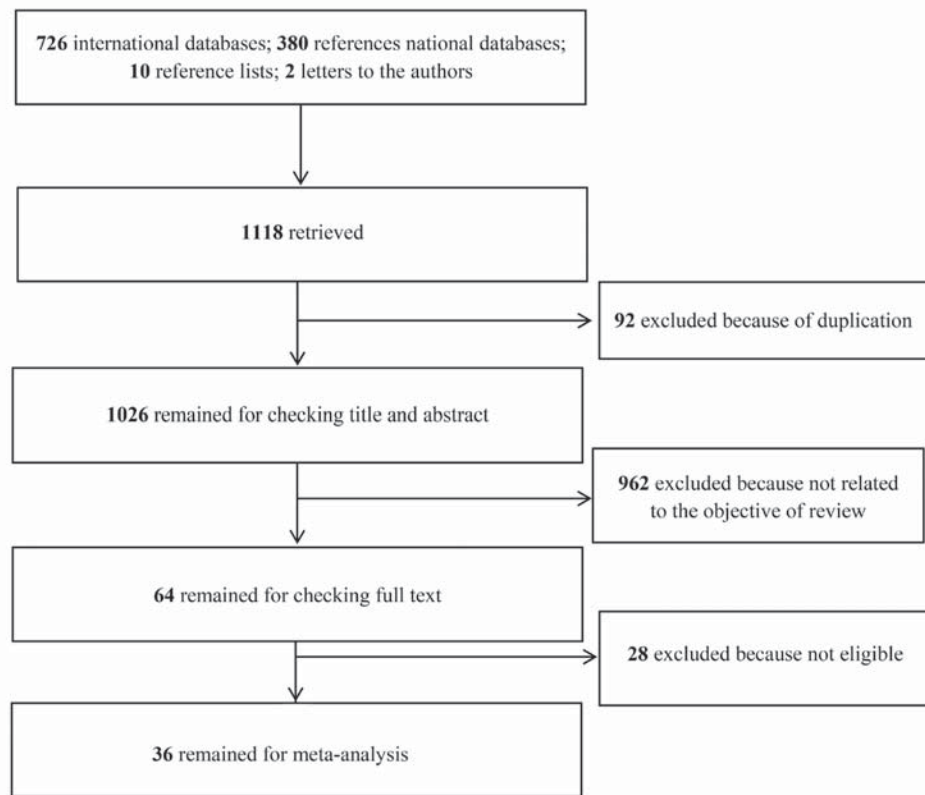 726 international databases; 380 references national databases;
10 reference lists; 2 letters to the authors
1118 retrieved
92 excluded because of duplication
1026 remained for checking title and abstract
962 excluded because not related
to the objective of review
64 remained for checking full text
28 excluded because not eligible
36 remained for meta-analysis